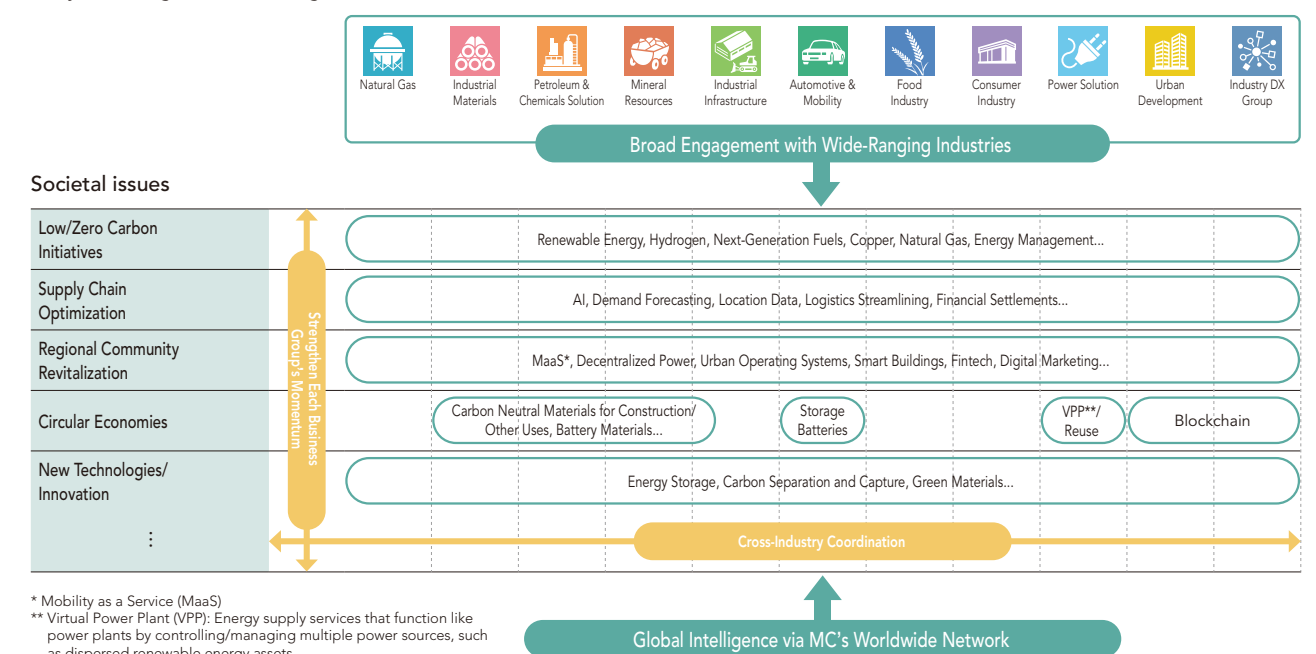 Natural Gas
Industrial
Materials
Petroleum &
Chemicals Solution
Mineral
Resources
Industrial
Infrastructure
Automotive &
Mobility
Food
Industry
Consumer
Industry
Power Solution
Urban
Development
Industry DX
Group
Broad Engagement with Wide-Ranging Industries
Societal issues
Low/Zero Carbon
Initiatives
Renewable Energy, Hydrogen, Next-Generation Fuels, Copper, Natural Gas, Energy Management...
Supply Chain
Optimization
AI, Demand Forecasting, Location Data, Logistics Streamlining, Financial Settlements...
Regional Community
Revitalization
MaaS*, Decentralized Power, Urban Operating Systems, Smart Buildings, Fintech, Digital Marketing...
Circular Economies
Carbon Neutral Materials for Construction/
Other Uses, Battery Materials...
Storage
Batteries
VPP**/
Reuse
Blockchain
New Technologies/
Innovation
Energy Storage, Carbon Separation and Capture, Green Materials...
⋮
Strengthen Each Business
Group's Momentum
Cross-Industry Coordination
* Mobility as a Service (MaaS)
** Virtual Power Plant (VPP): Energy supply services that function like
power plants by controlling/managing multiple power sources, such
as dispersed renewable energy assets
Global Intelligence via MC's Worldwide Network